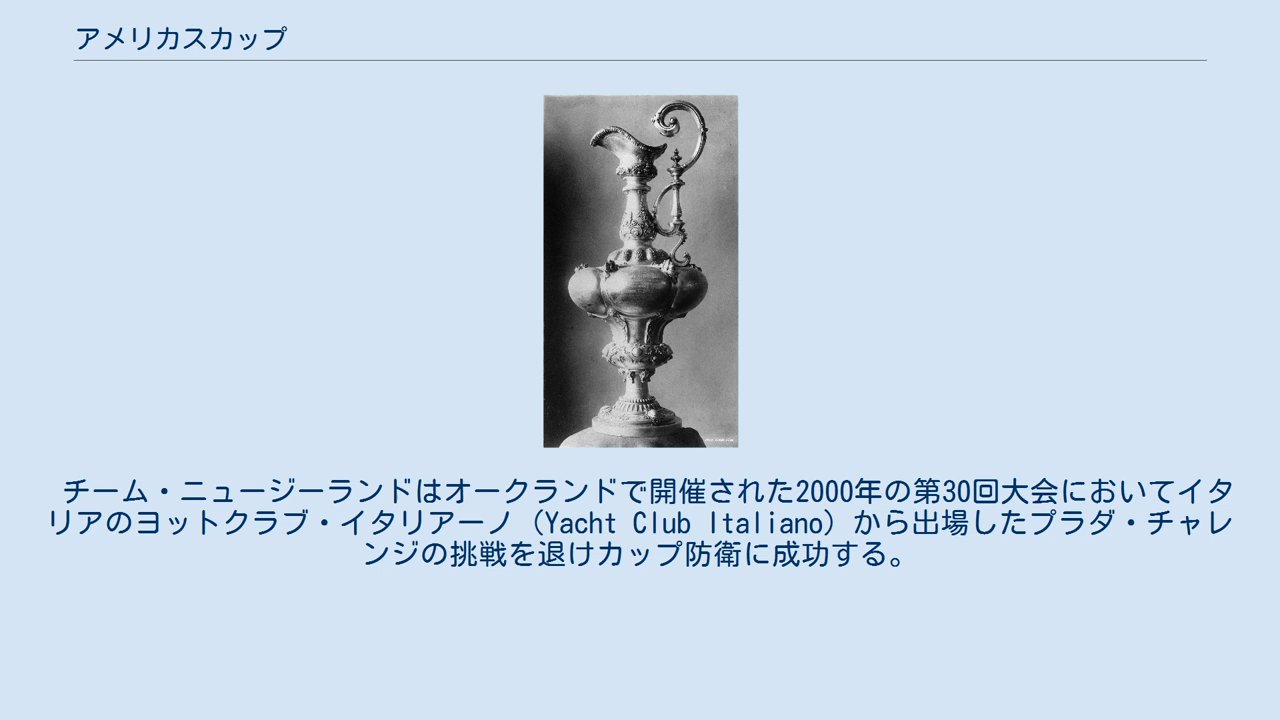 アメリカスカップ
チーム・ニュージーランドはオークランドで開催された2000年の第30回大会においてイタ
リアのヨットクラブ・イタリアーノ（Yacht Club Italiano）から出場したプラダ・チャレ
ンジの挑戦を退けカップ防衛に成功する。